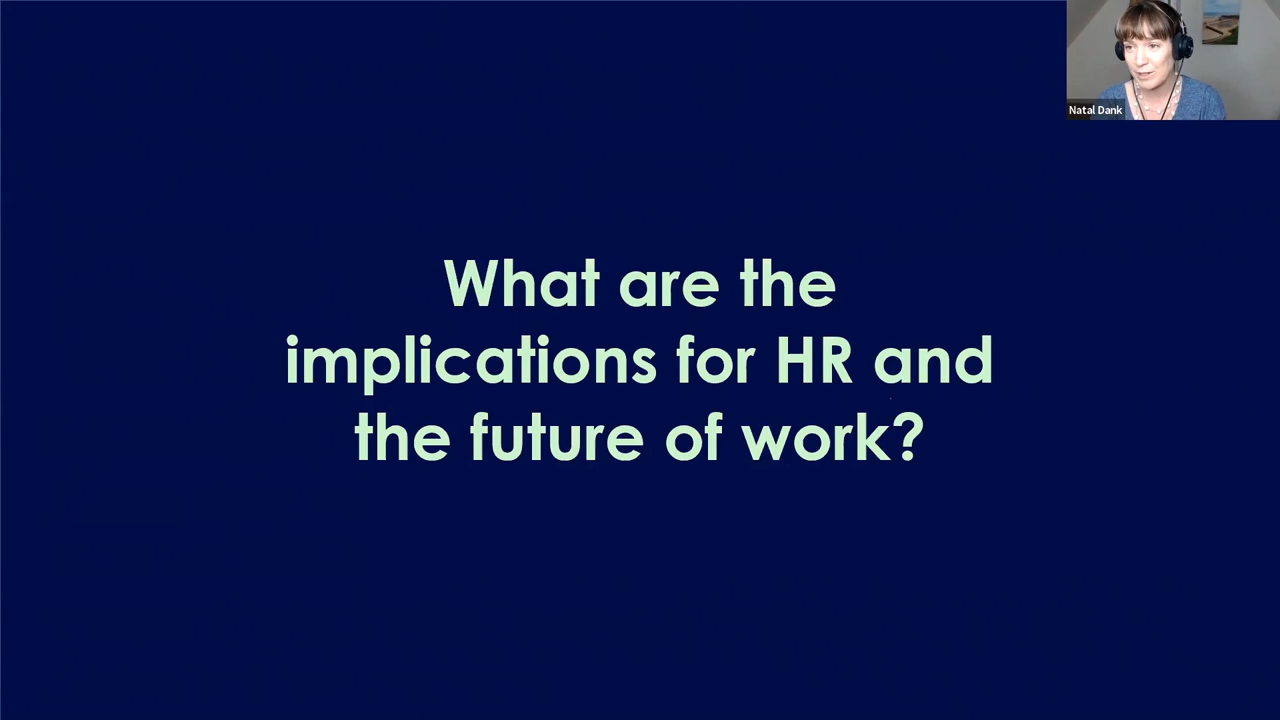 Natal Dank
What are the
implications for HR and
the future of work?